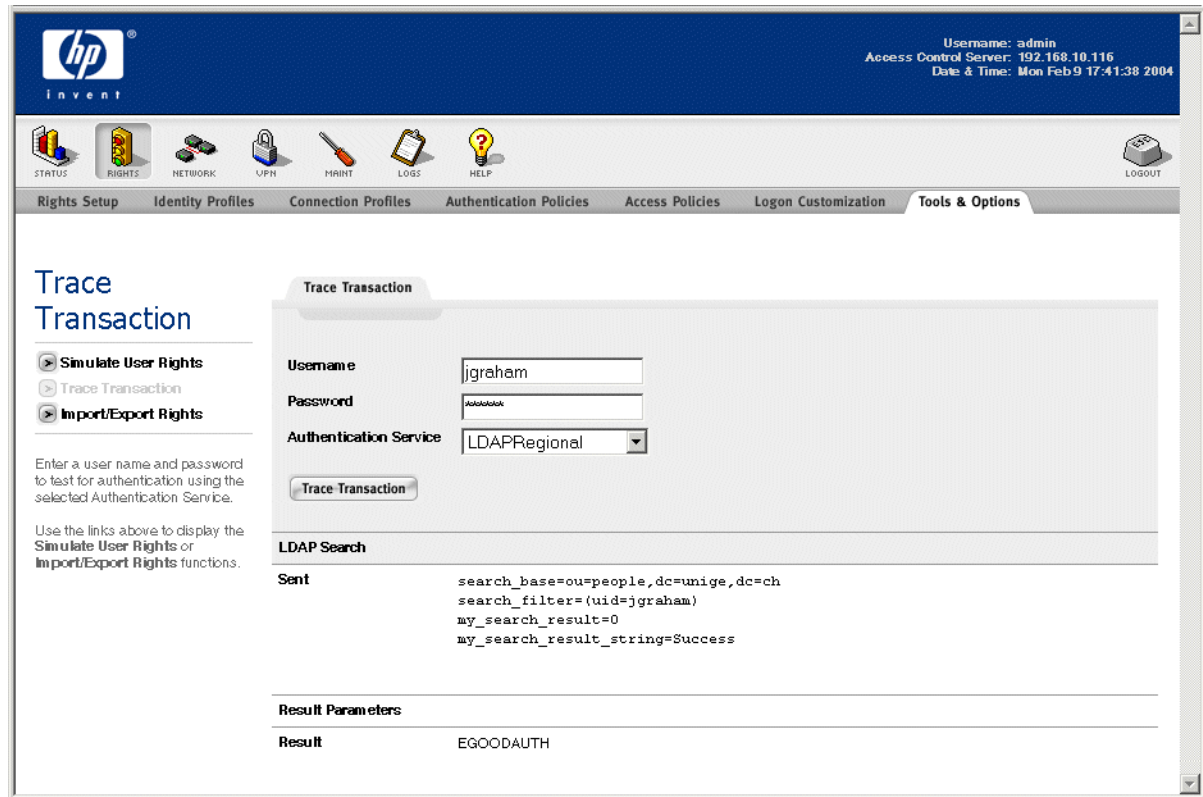 hp ®
invent
Username: admin
Access Control Server: 192.168.10.116
Date & Time: Mon Feb 9 17:41:38 2004
STATUS RIGHTS NETWORK VPN MAINT LOGS HELP LOGOUT
Rights Setup Identity Profiles Connection Profiles Authentication Policies Access Policies Logon Customization Tools & Options
Trace
Transaction
Simulate User Rights
Trace Transaction
Import/Export Rights
Enter a user name and password
to test for authentication using the
selected Authentication Service.
Use the links above to display the
Simulate User Rights or
Import/Export Rights functions.
Trace Transaction
Username jgraham
Password *******
Authentication Service LDAPRegional
Trace Transaction
LDAP Search
Sent search_base=ou=people,dc=unige,dc=ch
search_filter=(uid=jgraham)
my_search_result=0
my_search_result_string=Success
Result Parameters
Result EGOODAUTH